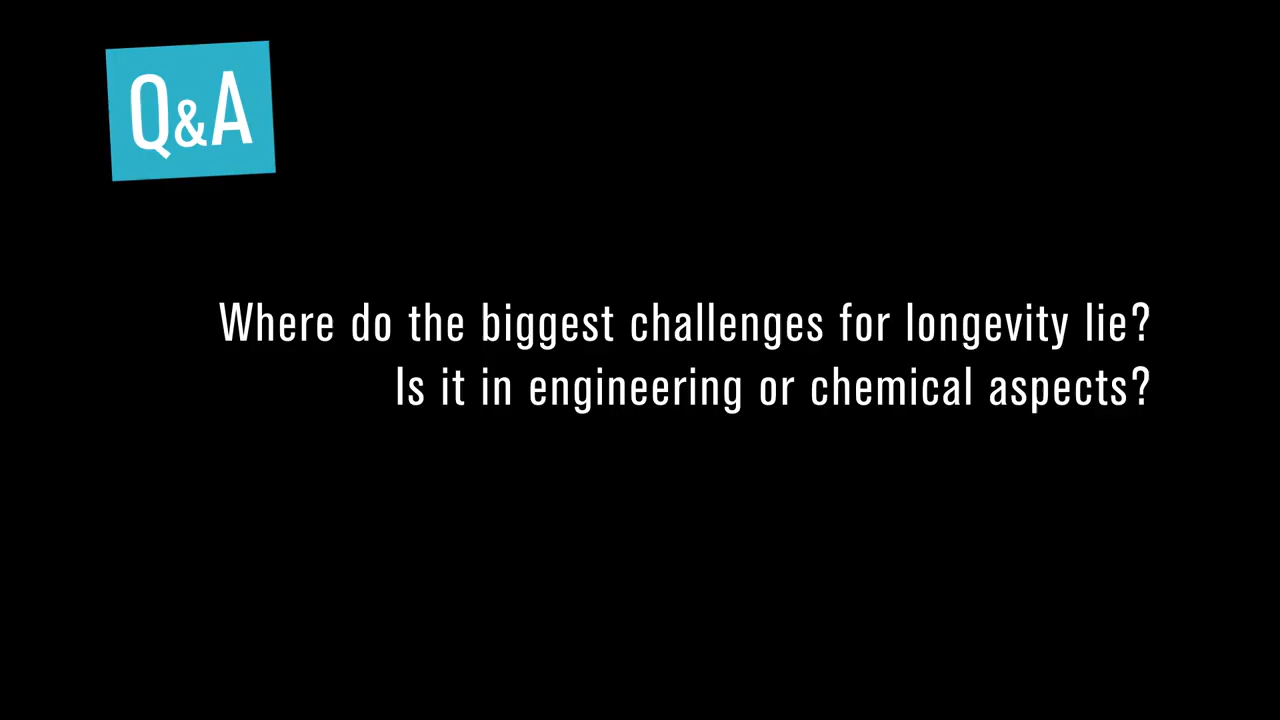 Q&A
Where do the biggest challenges for longevity lie?
Is it in engineering or chemical aspects?